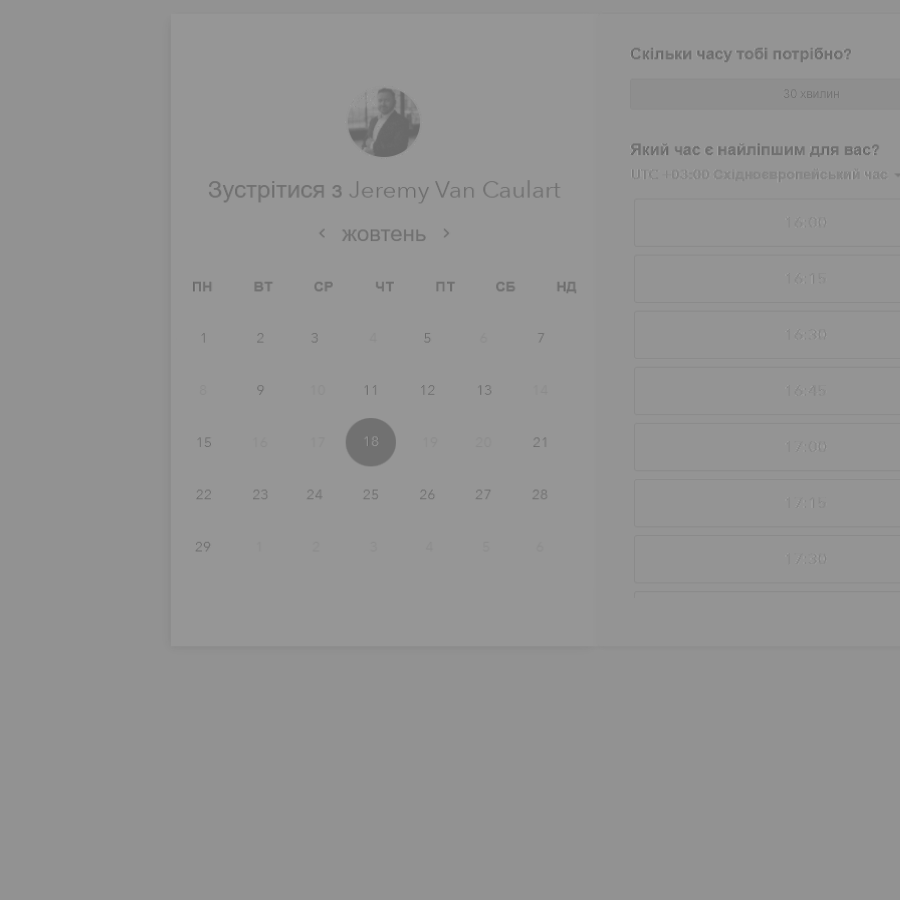 Зустрітися з Jeremy Van Caulart
жовтень
ПН ВТ СР ЧТ ПТ СБ НД
1 2 3 4 5 6 7
8 9 10 11 12 13 14
15 16 17 18 19 20 21
22 23 24 25 26 27 28
29 1 2 3 4 5 6
Скільки часу тобі потрібно?
30 хвилин
Який час є найліпшим для вас?
UTC +03:00 Східноєвропейський час
16:00
16:15
16:30
16:45
17:00
17:15
17:30